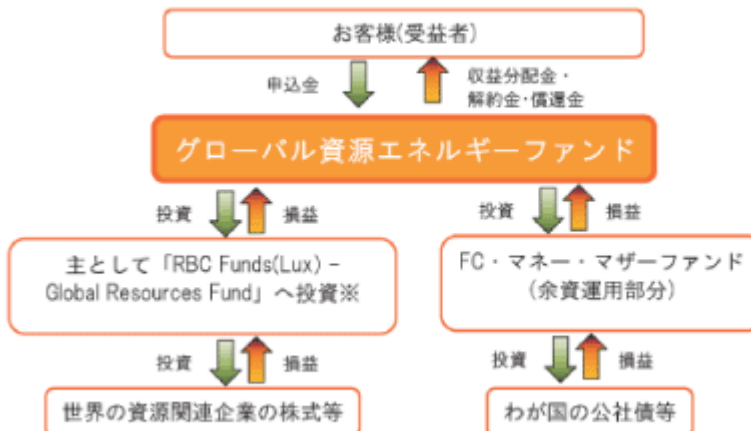 お客様(受益者)
申込金
収益分配金・
解約金・償還金
グローバル資源エネルギーファンド
投資
損益
投資
損益
主として「RBC Funds(Lux) –
Global Resources Fund」へ投資※
FC・マネー・マザーファンド
(余資運用部分)
投資
損益
投資
損益
世界の資源関連企業の株式等
わが国の公社債等